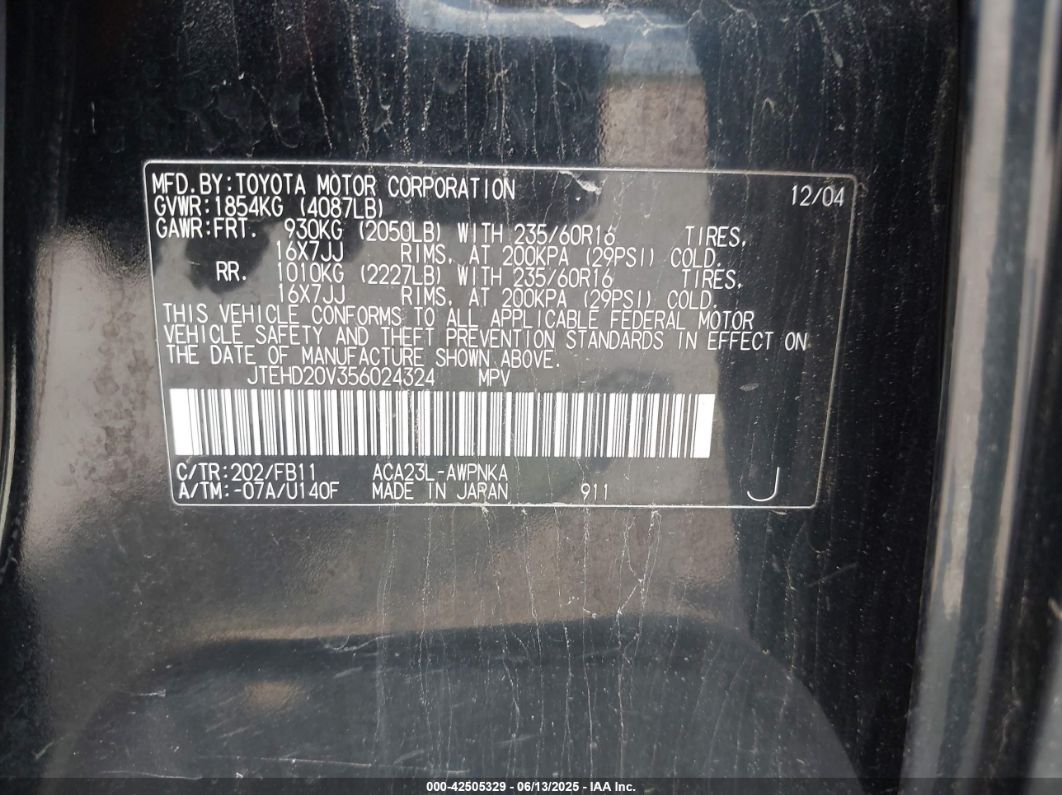 MFD.BY:TOYOTA MOTOR CORPORATION 12/04
GVWR:1854KG (4087LB)
GAWR:FRT. 930KG (2050LB) WITH 235/60R16 TIRES,
16X7JJ RIMS, AT 200KPA (29PSI) COLD.
RR. 1010KG (2227LB) WITH 235/60R16 TIRES,
16X7JJ RIMS, AT 200KPA (29PSI) COLD.
THIS VEHICLE CONFORMS TO ALL APPLICABLE FEDERAL MOTOR
VEHICLE SAFETY AND THEFT PREVENTION STANDARDS IN EFFECT ON
THE DATE OF MANUFACTURE SHOWN ABOVE.
JTEHD20V356024324 MPV
C/TR:202/FB11 ACA23L-AWPNKA
A/TM:-07A/U140F MADE IN JAPAN 911 J
000-42505329 - 06/13/2025 - IAA Inc.